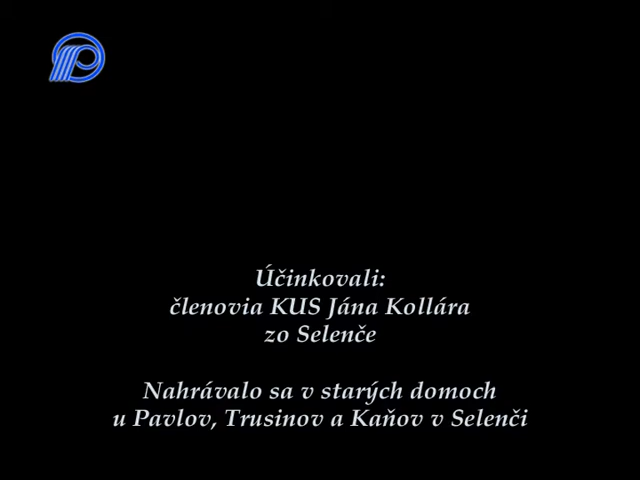 Účinkovali:
členovia KUS Jána Kollára
zo Selenče
Nahrávalo sa v starých domoch
u Pavlov, Trusinov a Kaňov v Selenči